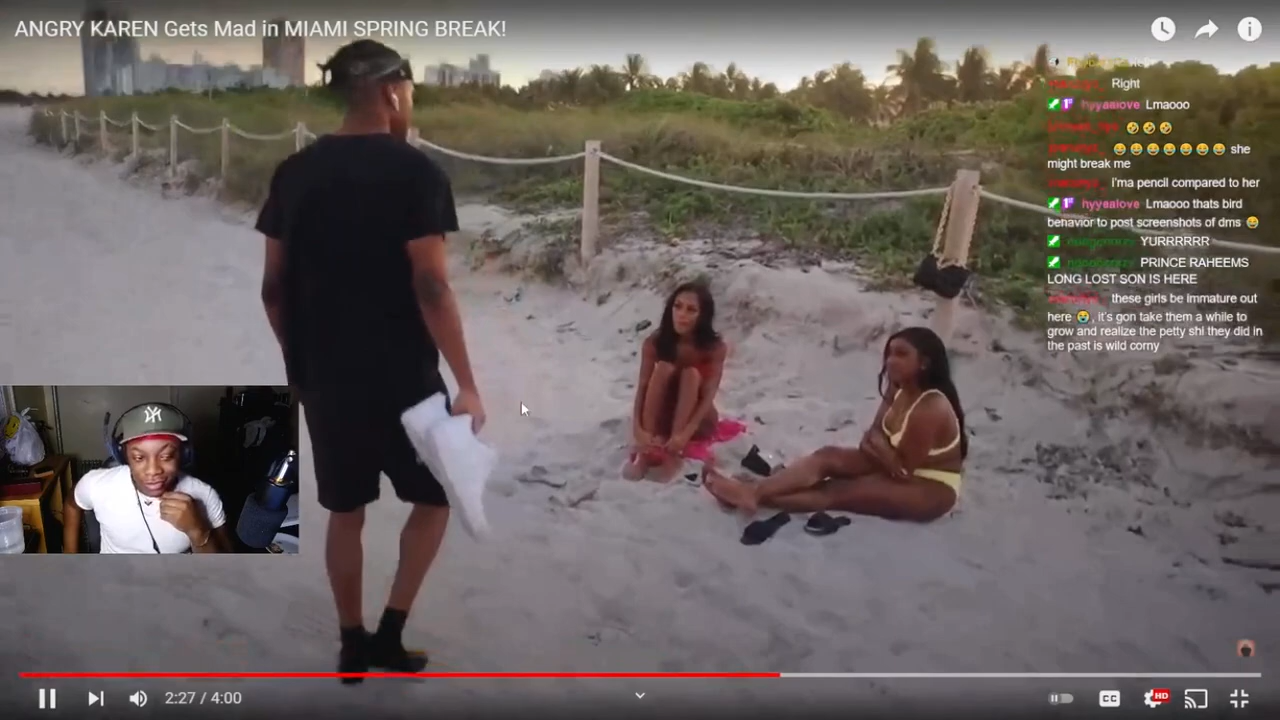 ANGRY KAREN Gets Mad in MIAMI SPRING BREAK!
Right
hyyaalove Lmaooo
🤣 🤣 🤣
😂 😂 😂 😂 😂 😂 😂 she
might break me
I'ma pencil compared to her
hyyaalove Lmaooo thats bird
behavior to post screenshots of dms 😭
YURRRRRR
PRINCE RAHEEMS
LONG LOST SON IS HERE
these girls be immature out
here 😭, it's gon take them a while to
grow and realize the petty shi they did in
the past is wild corny
NY
2:27 / 4:00
CC
HD